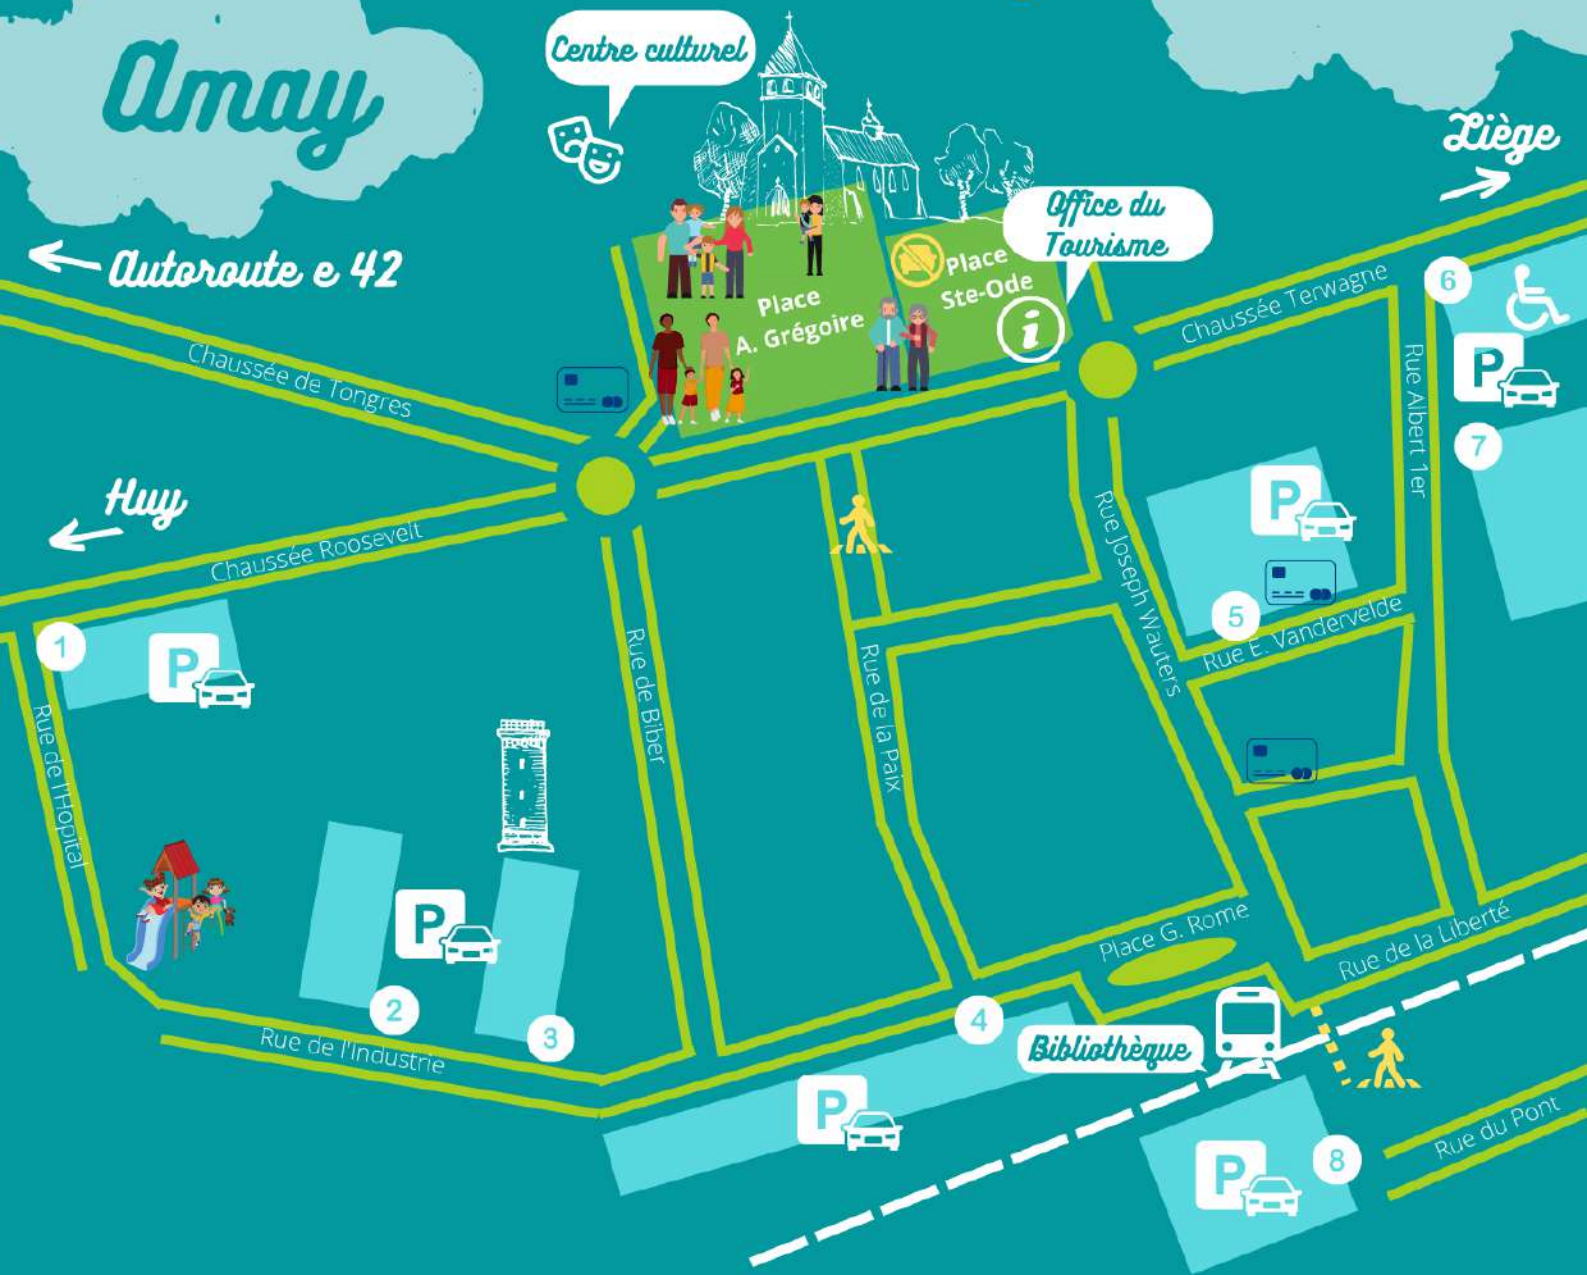 Amay
Centre culturel
Liège
Office du
Tourisme
Autoroute e 42
Place
Ste-Ode
Place
A. Grégoire
i
Chaussée Terwagne
6
P
Chaussée de Tongres
Rue Albert 1er
7
Huy
P
Chaussée Roosevelt
Rue Joseph Wauters
5
Rue E. Vandervelde
1
P
Rue de Biber
Rue de la Paix
Rue de l'Hopital
P
2
3
Place G. Rome
Rue de la Liberté
4
Rue de l'Industrie
Bibliothèque
P
P
8
Rue du Pont